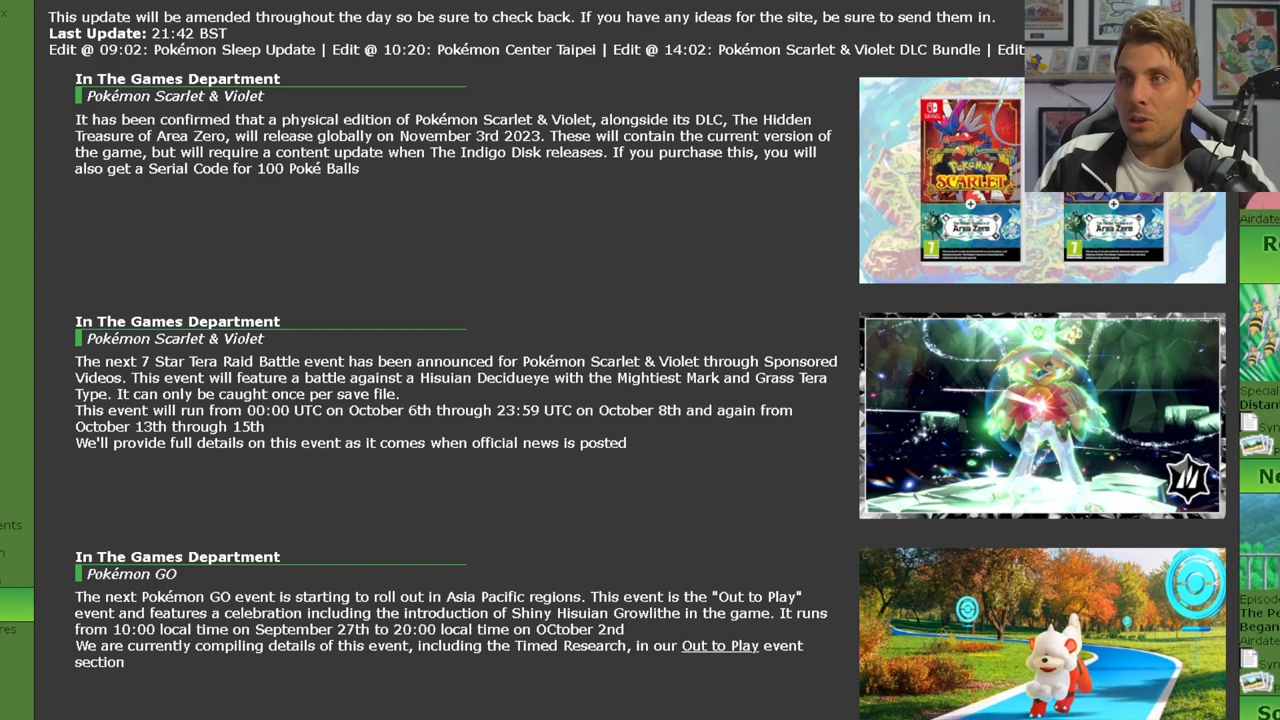 This update will be amended throughout the day so be sure to check back. If you have any ideas for the site, be sure to send them in.
Last Update: 21:42 BST
Edit @ 09:02: Pokémon Sleep Update | Edit @ 10:20: Pokémon Center Taipei | Edit @ 14:02: Pokémon Scarlet & Violet DLC Bundle | Edit
In The Games Department
Pokémon Scarlet & Violet
It has been confirmed that a physical edition of Pokémon Scarlet & Violet, alongside its DLC, The Hidden
Treasure of Area Zero, will release globally on November 3rd 2023. These will contain the current version of
the game, but will require a content update when The Indigo Disk releases. If you purchase this, you will
also get a Serial Code for 100 Poké Balls
POKÉMON
SCARLET
Area Zero
7
Area Zero
7
In The Games Department
Pokémon Scarlet & Violet
The next 7 Star Tera Raid Battle event has been announced for Pokémon Scarlet & Violet through Sponsored
Videos. This event will feature a battle against a Hisuian Decidueye with the Mightiest Mark and Grass Tera
Type. It can only be caught once per save file.
This event will run from 00:00 UTC on October 6th through 23:59 UTC on October 8th and again from
October 13th through 15th
We'll provide full details on this event as it comes when official news is posted
In The Games Department
Pokémon GO
The next Pokémon GO event is starting to roll out in Asia Pacific regions. This event is the "Out to Play"
event and features a celebration including the introduction of Shiny Hisuian Growlithe in the game. It runs
from 10:00 local time on September 27th to 20:00 local time on OCtober 2nd
We are currently compiling details of this event, including the Timed Research, in our Out to Play event
section
ents
res
Airdate
Special
Distan
Syn
Episode
The Pe
Began
Airdate
Syn